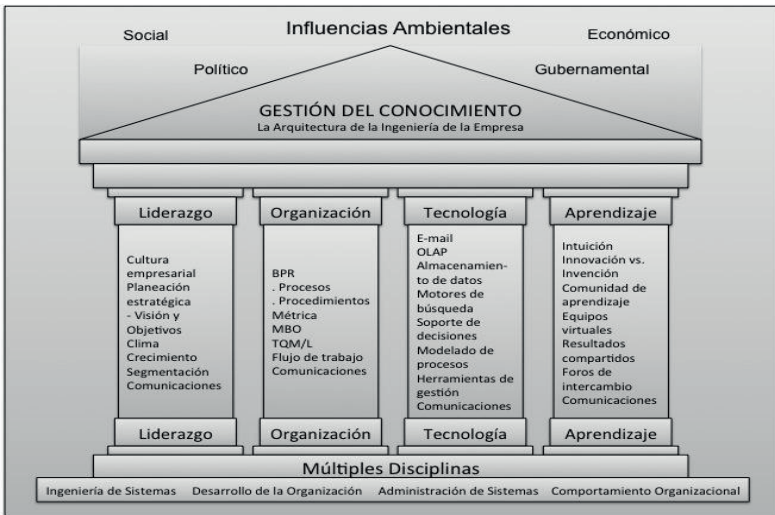 Influencias Ambientales
Social
Económico
Político
Gubernamental
GESTIÓN DEL CONOCIMIENTO
La Arquitectura de la Ingeniería de la Empresa
Liderazgo
Cultura
empresarial
Planeación
estratégica
- Visión y
Objetivos
Clima
Crecimiento
Segmentación
Comunicaciones
Liderazgo
Organización
BPR
. Procesos
. Procedimientos
Métrica
MBO
TQM/L
Flujo de trabajo
Comunicaciones
Organización
Tecnología
E-mail
OLAP
Almacenamien-
to de datos
Motores de
búsqueda
Soporte de
decisiones
Modelado de
procesos
Herramientas de
gestión
Comunicaciones
Tecnología
Aprendizaje
Intuición
Innovación vs.
Invención
Comunidad de
aprendizaje
Equipos
virtuales
Resultados
compartidos
Foros de
intercambio
Comunicaciones
Aprendizaje
Múltiples Disciplinas
Ingeniería de Sistemas Desarrollo de la Organización Administración de Sistemas Comportamiento Organizacional